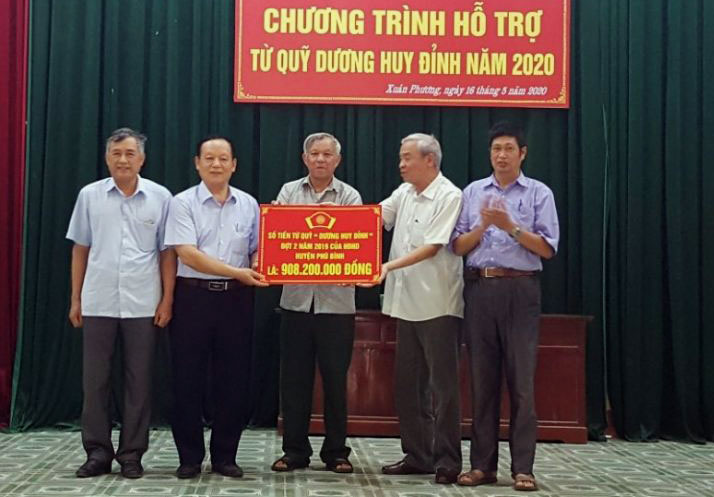 CHƯƠNG TRÌNH HỖ TRỢ
TỪ QUỸ DƯƠNG HUY ĐỈNH NĂM 2020
Xuân Phương, ngày 16 tháng 5 năm 2020
SỐ TIỀN TỪ QUỸ " DƯƠNG HUY ĐỈNH "
ĐỢT 2 NĂM 2019 CỦA HĐHD
HUYỆN PHÚ BÌNH
LÀ: 908.200.000 ĐỒNG